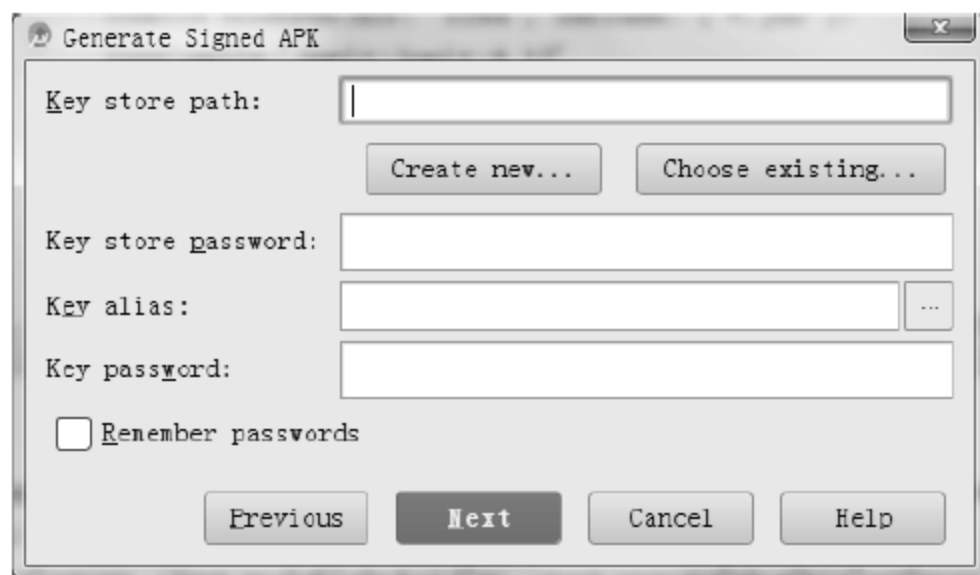 Generate Signed APK
Key store path:
Create new... Choose existing...
Key store password:
Key alias: ...
Key password:
Remember passwords
Previous Next Cancel Help